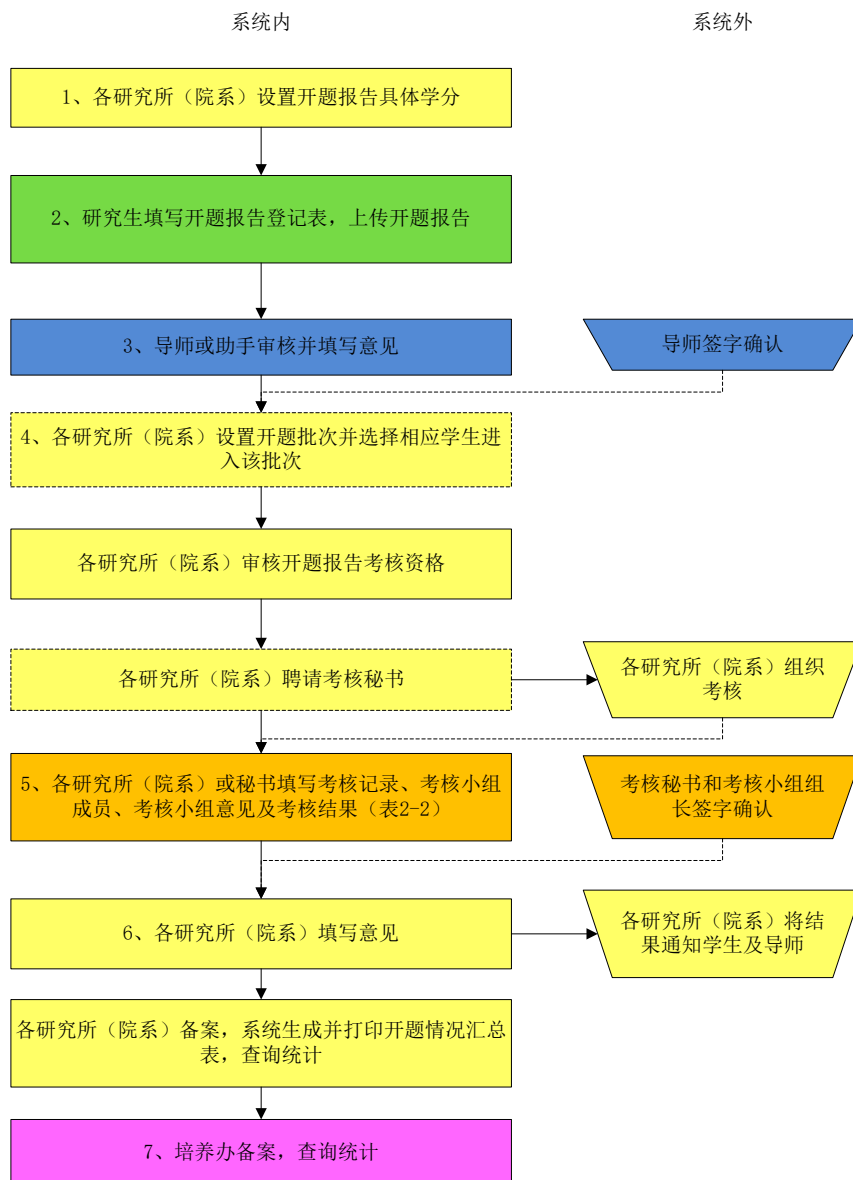 系统内
系统外
1、各研究所（院系）设置开题报告具体学分
2、研究生填写开题报告登记表，上传开题报告
3、导师或助手审核并填写意见
导师签字确认
4、各研究所（院系）设置开题批次并选择相应学生进
入该批次
各研究所（院系）审核开题报告考核资格
各研究所（院系）聘请考核秘书
各研究所（院系）组织
考核
5、各研究所（院系）或秘书填写考核记录、考核小组
成员、考核小组意见及考核结果（表2-2）
考核秘书和考核小组组
长签字确认
6、各研究所（院系）填写意见
各研究所（院系）将结
果通知学生及导师
各研究所（院系）备案，系统生成并打印开题情况汇总
表，查询统计
7、培养办备案，查询统计